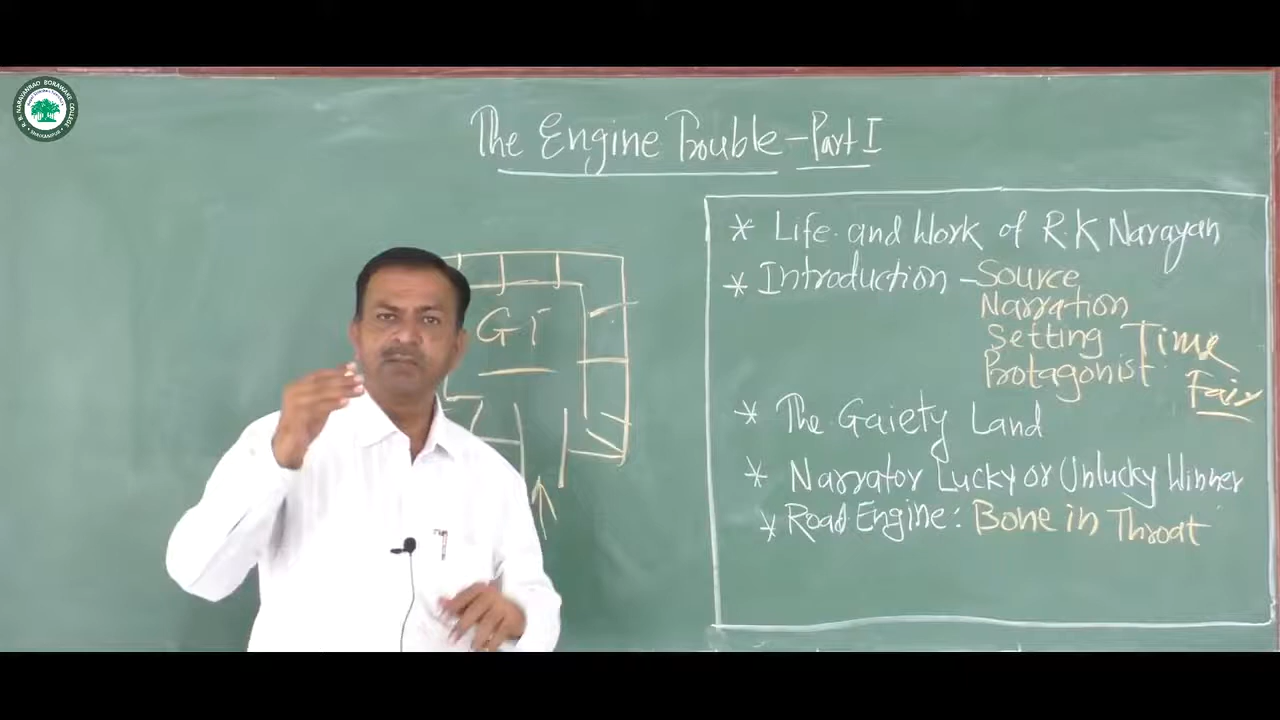 The Engine Trouble - Part I
* Life and Work of R.K Narayan
* Introduction - Source
Narration
Setting Time
Protagonist Fair
* The Gaiety Land
* Narrator Lucky or Unlucky Winner
* Road Engine: Bone in Throat